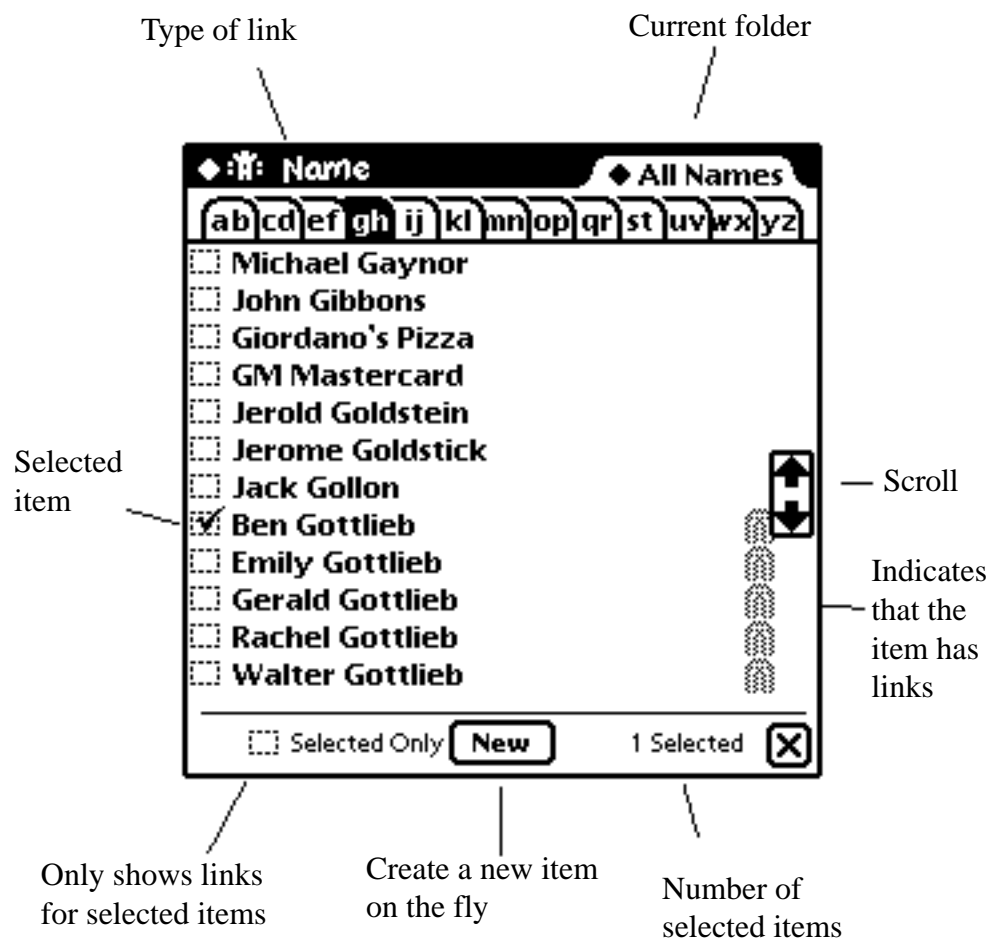 Type of link
Current folder
Name
All Names
ab cd ef gh ij kl mn op qr st uv wx yz
Michael Gaynor
John Gibbons
Giordano's Pizza
GM Mastercard
Jerold Goldstein
Jerome Goldstick
Selected
item
Jack Gollon
Scroll
Ben Gottlieb
Emily Gottlieb
Gerald Gottlieb
Rachel Gottlieb
Walter Gottlieb
Indicates
that the
item has
links
Selected Only New 1 Selected
Only shows links
for selected items
Create a new item
on the fly
Number of
selected items